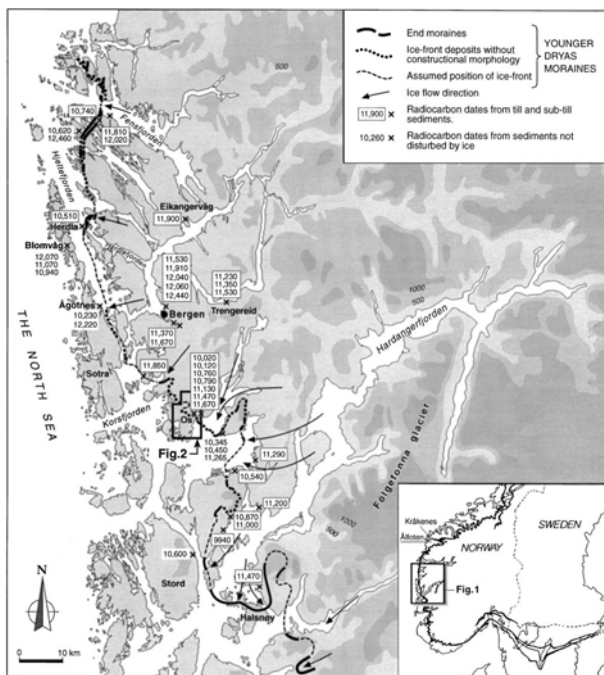 End moraines
Ice-front deposits without
constructional morphology
Assumed position of ice-front
YOUNGER
DRYAS
MORAINES
Ice flow direction
11,900
Radiocarbon dates from till and sub-till
sediments.
10,260
Radiocarbon dates from sediments not
disturbed by ice
500
10,740
Fensfjorden
10,620
12,460
11,810
12,020
Hjeltefjorden
Eikangervåg
11,900
10,510
Herdla
Blomvåg
12,070
11,070
10,940
11,530
11,910
12,040
12,060
12,440
11,230
11,350
11,530
Trengereid
1000
500
Bergen
Ågotnes
10,230
12,220
11,370
11,670
Hardangerfjorden
THE NORTH SEA
Sotra
11,850
10,020
10,120
10,760
10,790
11,130
11,470
11,670
Korsfjorden
Os
Fig.2
10,345
10,450
11,265
11,290
10,540
Folgefonna glacier
11,200
10,870
11,000
9940
1000
500
10,600
Stord
11,470
Halsnøy
N
0
10 km
Kråkenes
Ålfoten
SWEDEN
NORWAY
Fig.1